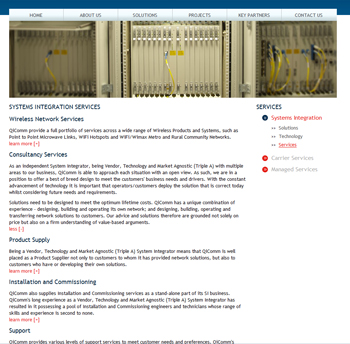 HOME ABOUT US SOLUTIONS PROJECTS KEY PARTNERS CONTACT US
SYSTEMS INTEGRATION SERVICES
Wireless Network Services
QiComm provide a full portfolio of services across a wide range of Wireless Products and Systems, such as
Point to Point Microwave Links, WiFi Hotspots and WiFi/Wimax Metro and Rural Community Networks.
learn more [+]
Consultancy Services
As an Independent System Integrator, being Vendor, Technology and Market Agnostic (Triple A) with multiple
areas to our business, QiComm is able to approach each situation with an open view. As such, we are in a
position to offer a best of breed design to meet the customers' business needs and drivers. With the constant
advancement of technology it is important that operators/customers deploy the solution that is correct today
whilst considering future needs and requirements.
Solutions need to be designed to meet the optimum lifetime costs. QiComm has a unique combination of
experience - designing, building and operating its own network; and designing, building, operating and
transferring network solutions to customers. Our advice and solutions therefore are grounded not solely on
price but also on a firm understanding of value-based arguments.
less [-]
Product Supply
Being a Vendor, Technology and Market Agnostic (Triple A) System Integrator means that QiComm is well
placed as a Product Supplier not only to customers to whom it has provided network solutions, but also to
customers who have or developing their own solutions.
learn more [+]
Installation and Commissioning
QiComm also supplies Installation and Commissioning services as a stand-alone part of its SI business.
QiComm's long experience as a Vendor, Technology and Market Agnostic (Triple A) System Integrator has
resulted in it possessing a pool of Installation and Commissioning engineers and technicians whose range of
skills and experience is second to none.
learn more [+]
Support
QiComm provides various levels of support services to meet customer needs and preferences. QiComm's
SERVICES
Systems Integration
>> Solutions
>> Technology
>> Services
Carrier Services
Managed Services